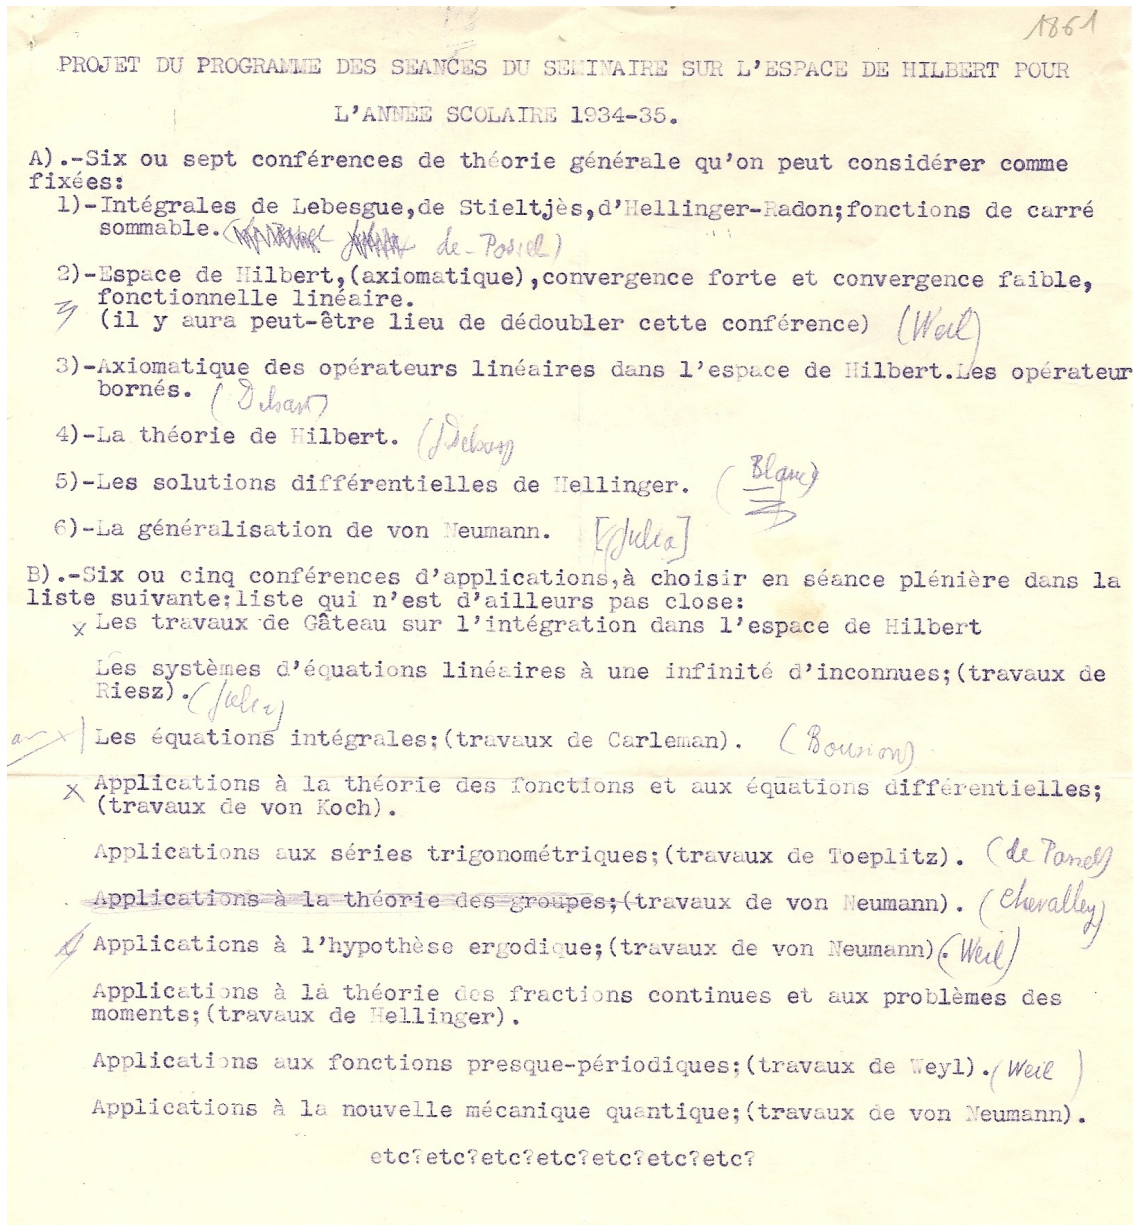 1861
PROJET DU PROGRAMME DES SEANCES DU SEMINAIRE SUR L'ESPACE DE HILBERT POUR
L'ANNEE SCOLAIRE 1934-35.
A).-Six ou sept conférences de théorie générale qu'on peut considérer comme
fixées:
1)-Intégrales de Lebesgue,de Stieltjès,d'Hellinger-Radon;fonctions de carré
sommable. de Possel)
2)-Espace de Hilbert,(axiomatique),convergence forte et convergence faible,
fonctionnelle linéaire.
(il y aura peut-être lieu de dédoubler cette conférence) (Weil)
3)-Axiomatique des opérateurs linéaires dans l'espace de Hilbert.Les opérateur
bornés. (Delsart)
4)-La théorie de Hilbert. (Delsart)
5)-Les solutions différentielles de Hellinger. (Blanc)
6)-La généralisation de von Neumann. [Julia]
B).-Six ou cinq conférences d'applications,à choisir en séance plénière dans la
liste suivante;liste qui n'est d'ailleurs pas close:
x Les travaux de Gâteau sur l'intégration dans l'espace de Hilbert
Les systèmes d'équations linéaires à une infinité d'inconnues;(travaux de
Riesz). (Julia)
x Les équations intégrales;(travaux de Carleman). (Bourion)
x Applications à la théorie des fonctions et aux équations différentielles;
(travaux de von Koch).
Applications aux séries trigonométriques;(travaux de Toeplitz). (de Possel)
Applications à la théorie des groupes;(travaux de von Neumann). (Chevalley)
Applications à l'hypothèse ergodique;(travaux de von Neumann). (Weil)
Applications à la théorie des fractions continues et aux problèmes des
moments;(travaux de Hellinger).
Applications aux fonctions presque-périodiques;(travaux de Weyl). (Weil)
Applications à la nouvelle mécanique quantique;(travaux de von Neumann).
etc?etc?etc?etc?etc?etc?etc?